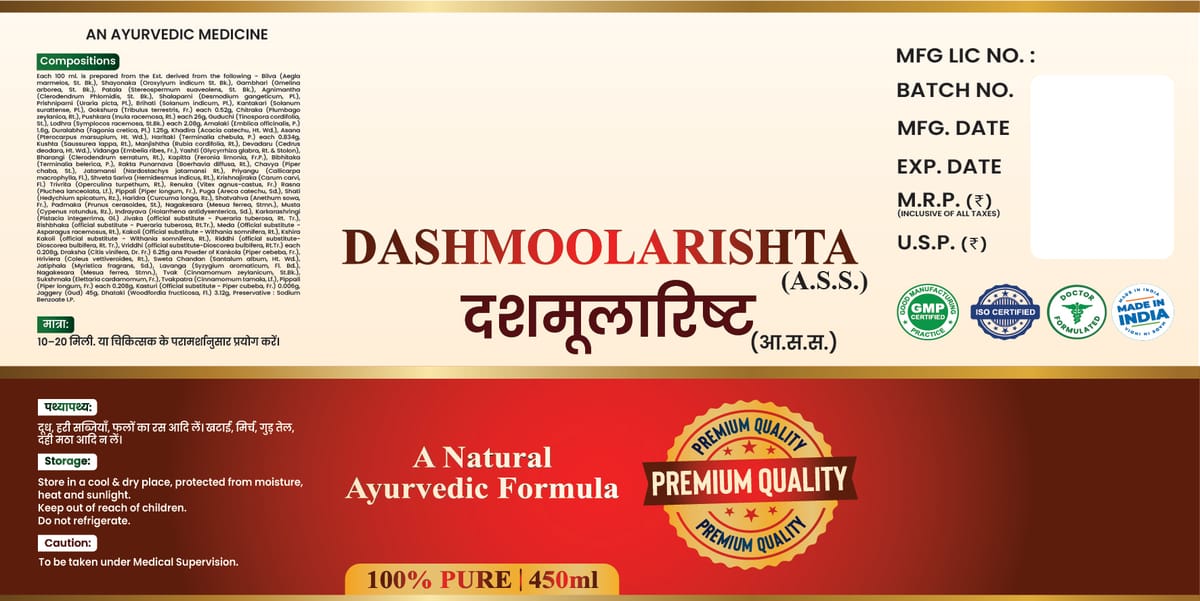 AN AYURVEDIC MEDICINE
Compositions
Each 100 ml. is prepared from the Est. derived from the following - Bilva (Aegla
marmelos, St. Bk.), Shayonaka (Oroxylum indicum St. Bk.), Gambhari (Gmelina
arborea, St. Bk.), Patala (Stereospermum suaveolens, St. Bk.), Agnimantha
(Clerodendrum Phlomidis, St. Bk.), Shalaparni (Desmodium gangeticum, Pl.),
Prishniparni (Uraria picta, Pl.), Brihati (Solanum indicum, Pl.), Kantakari (Solanum
surattense, Pl.), Gokshura (Tribulus terrestris, Fr.) each 0.52g, Chitraka (Plumbago
zeylanica, Rt.), Pushkara (Inula racemosa, Rt.) each 25g, Guduchi (Tinospora cordifolia,
St.), Lodhra (Symplocos racemosa, St.Bk.) each 2.08g, Amalaki (Emblica officinalis, P.)
1.6g, Duralabha (Fagonia cretica, Pl.) 1.25g, Khadira (Acacia catechu, Ht. Wd.), Asana
(Pterocarpus marsupium, Ht. Wd.), Haritaki (Terminalia chebula, P.) each 0.834g,
Kushta (Saussurea lappa, Rt.), Manjishtha (Rubia cordifolia, Rt.), Devadaru (Cedrus
deodara, Ht. Wd.), Vidanga (Embelia ribes, Fr.), Yashti (Glycyrrhiza glabra, Rt. & Stolon),
Bharangi (Clerodendrum serratum, Rt.), Kapitta (Feronia limonia, Fr.P.), Bibhitaka
(Terminalia belerica, P.), Rakta Punarnava (Boerhavia diffusa, Rt.), Chavya (Piper
chaba, St.), Jatamansi (Nardostachys jatamansi Rt.), Priyangu (Callicarpa
macrophylla, Fl.), Shveta Sariva (Hemidesmus indicus, Rt.), Krishnajiraka (Carum carvi,
Fl.) Trivrita (Operculina turpethum, Rt.), Renuka (Vitex agnus-castus, Fr.) Rasna
(Pluchea lanceolata, Lf.), Pippali (Piper longum, Fr.), Puga (Areca catechu, Sd.), Shati
(Hedychium spicatum, Rz.), Haridra (Curcuma longa, Rz.), Shatvahva (Anethum sowa,
Fr.), Padmaka (Prunus cerasoides, St.), Nagakesara (Mesua ferrea, Stmn.), Musta
(Cypenus rotundus, Rz.), Indrayava (Holarrhena antidysenterica, Sd.), Karkarashringi
(Pistacia integerrima, Gl.) Jivaka (official substitute - Pueraria tuberosa, Rt. Tr.),
Rishbhaka (official substitute - Pueraria tuberosa, Rt.Tr.), Meda (Official substitute -
Asparagus racemosus, Rt.), Kakoli (Official substitute - Withania somnifera, Rt.), Kshira
Kakoli (official substitute - Withania somnifera, Rt.), Riddhi (official substitute-
Dioscorea bulbifera, Rt. Tr.), Vriddhi (Official substitute-Dioscorea bulbifera, Rt.Tr.) each
0.208g, Draksha (Vitis vinifera, Dr. Fr.) 6.25g ans Powder of Kankola (Piper cebeba, Fr.),
Hriviera (Coleus vettiveroides, Rt.), Sweta Chandan (Santalum album, Ht. Wd.),
Jatiphala (Myristica fragrans, Sd.), Lavanga (Syzygium aromaticum, Fl. Bd.),
Nagakesara (Mesua ferrea, Stmn.), Tvak (Cinnamomum zeylanicum, St.Bk.),
Sukshmala (Elettaria cardamomum, Fr.), Tvakpatra (Cinnamomum tamala, Lf.), Pippali
(Piper longum, Fr.) each 0.208g, Kasturi (Official substitute - Piper cubeba, Fr.) 0.006g,
Jaggery (Gud) 45g, Dhataki (Woodfordia fructicosa, Fl.) 3.12g, Preservative : Sodium
Benzoate I.P.
मात्रा:
10-20 मिली. या चिकित्सक के परामर्शानुसार प्रयोग करें।
पथ्यापथ्य:
दूध, हरी सब्जियाँ, फलों का रस आदि लें। खटाई, मिर्च, गुड़ तेल,
दही मठा आदि न लें।
Storage:
Store in a cool & dry place, protected from moisture,
heat and sunlight.
Keep out of reach of children.
Do not refrigerate.
Caution:
To be taken under Medical Supervision.
DASHMOOLARISHTA
(A.S.S.)
दशमूलारिष्ट
(आ.स.स.)
A Natural
Ayurvedic Formula
100% PURE | 450ml
PREMIUM QUALITY
PREMIUM QUALITY
PREMIUM QUALITY
MFG LIC NO. :
BATCH NO.
MFG. DATE
EXP. DATE
M.R.P. (₹)
(INCLUSIVE OF ALL TAXES)
U.S.P. (₹)
GOOD MANUFACTURING
GMP
CERTIFIED
PRACTICE
ISO CERTIFIED
DOCTOR
FORMULATED
MADE IN INDIA
MADE IN
INDIA